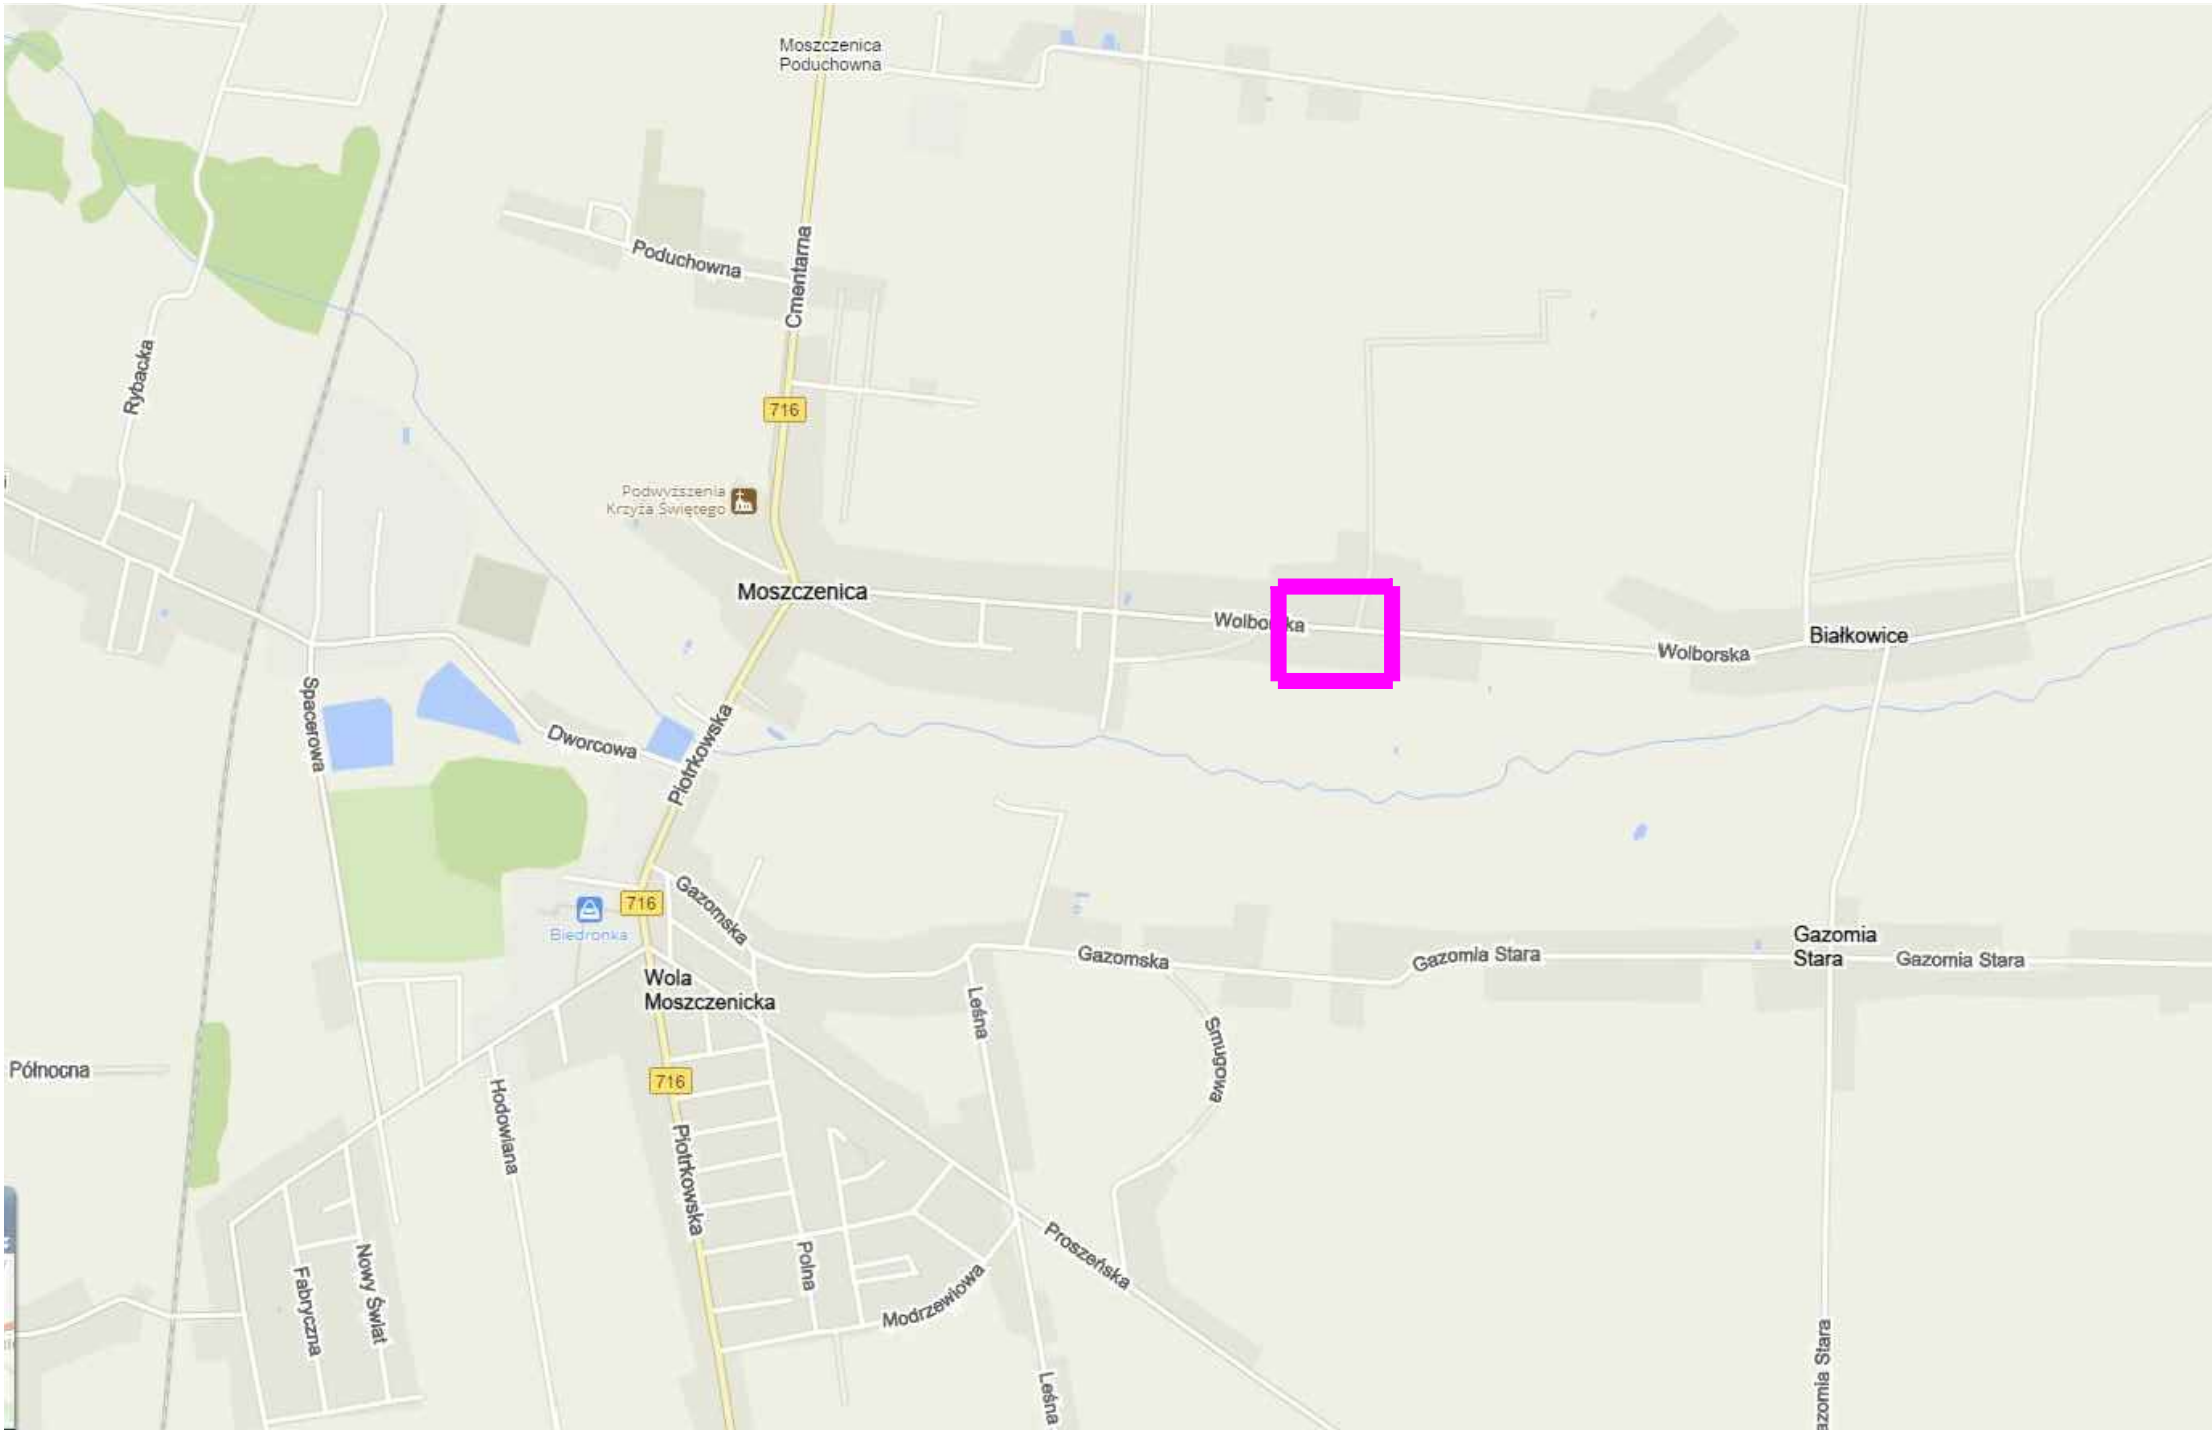 Moszczenica
Poduchowna
Poduchowna
Cmentarna
Rybacka
716
Podwyższenia
Krzyża Świętego
Moszczenica
Wolborska
Wolborska
Białkowice
Spacerowa
Dworcowa
Piotrkowska
Gazomska
716
Biedronka
Gazomska
Gazomia Stara
Gazomia
Stara
Gazomia Stara
Wola
Moszczenicka
Leśna
Smugowa
Północna
716
Hodowlana
Piotrkowska
Polna
Proszeńska
Nowy Świat
Fabryczna
Modrzewiowa
Leśna
azomia Stara